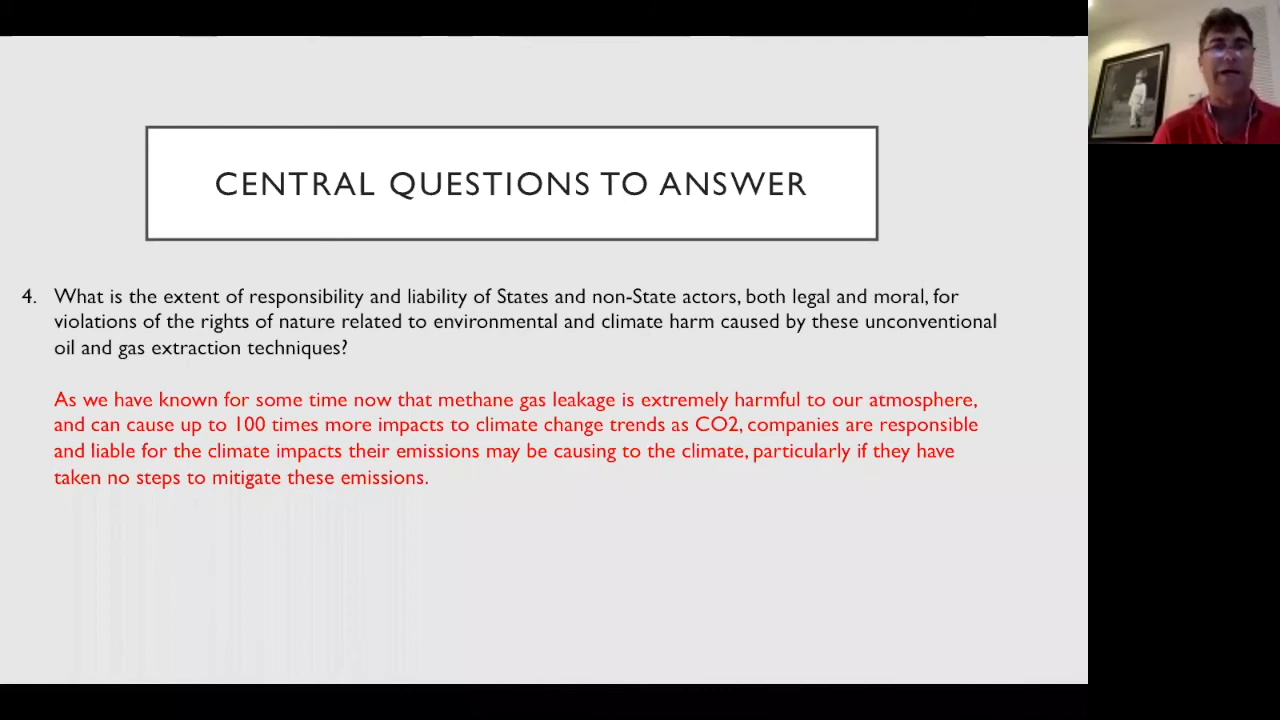 CENTRAL QUESTIONS TO ANSWER
4. What is the extent of responsibility and liability of States and non-State actors, both legal and moral, for
violations of the rights of nature related to environmental and climate harm caused by these unconventional
oil and gas extraction techniques?
As we have known for some time now that methane gas leakage is extremely harmful to our atmosphere,
and can cause up to 100 times more impacts to climate change trends as CO2, companies are responsible
and liable for the climate impacts their emissions may be causing to the climate, particularly if they have
taken no steps to mitigate these emissions.